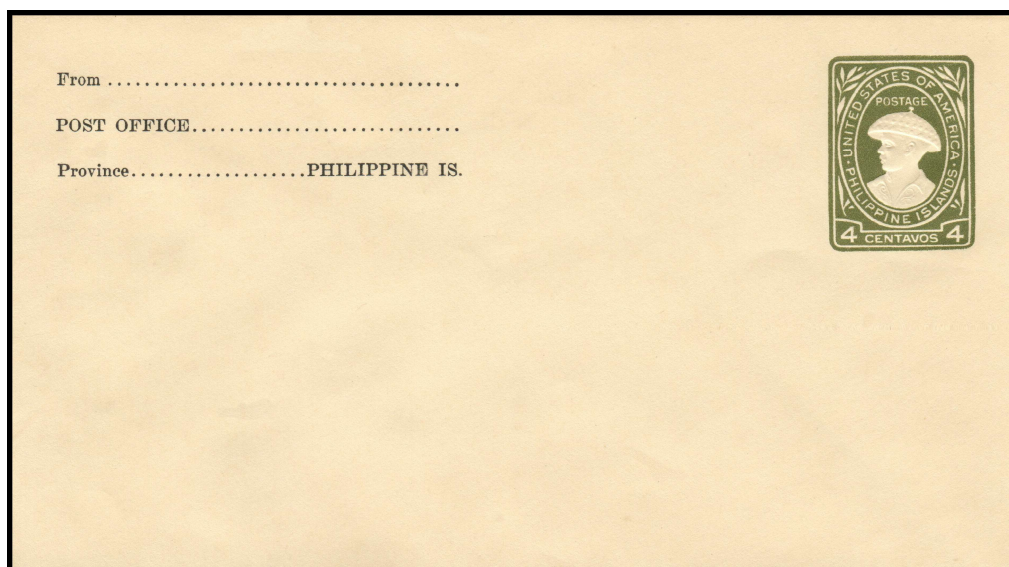 From ......................................
POST OFFICE.............................
Province...................PHILIPPINE IS.
UNITED STATES OF AMERICA
POSTAGE
· PHILIPPINE ISLANDS ·
4 CENTAVOS 4